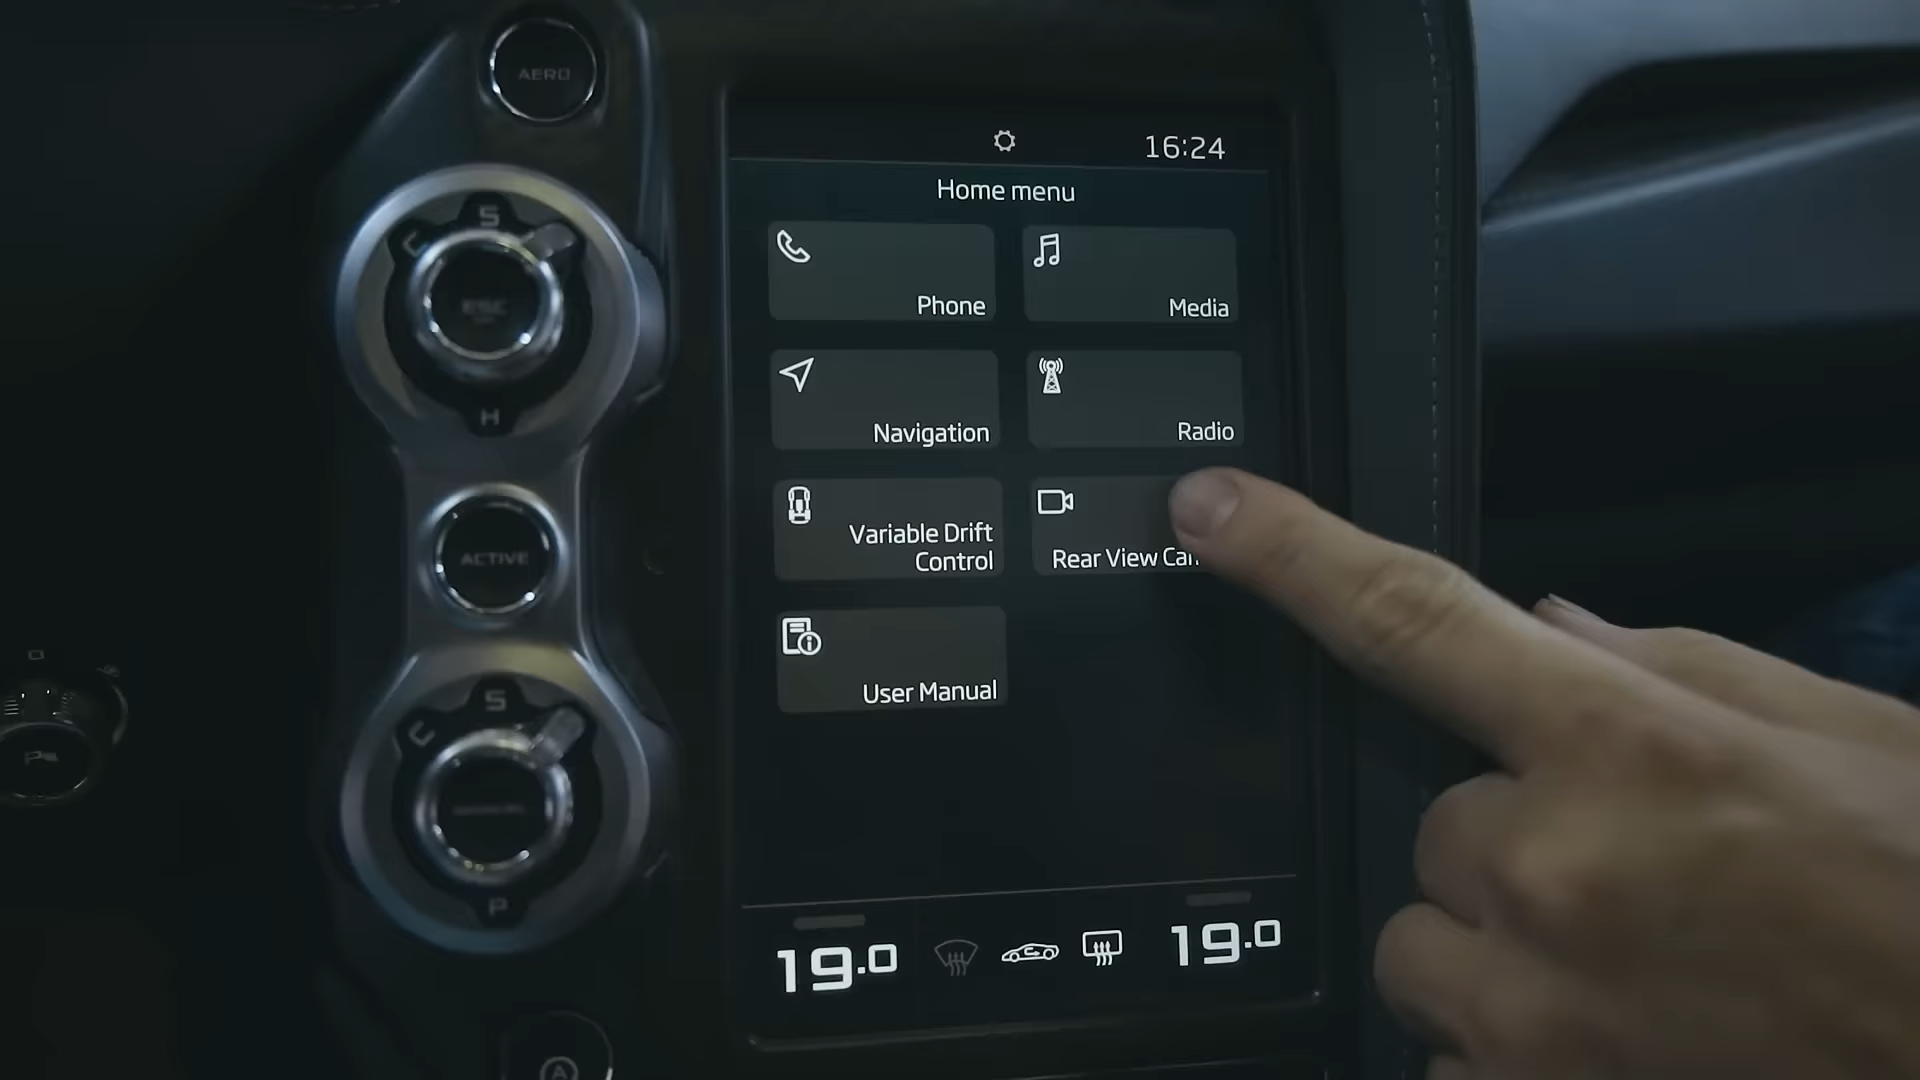 AERO
16:24
Home menu
S
C
ESC
H
Phone
Media
Navigation
Radio
ACTIVE
Variable Drift
Control
Rear View
User Manual
S
C
P
19.0
19.0
A